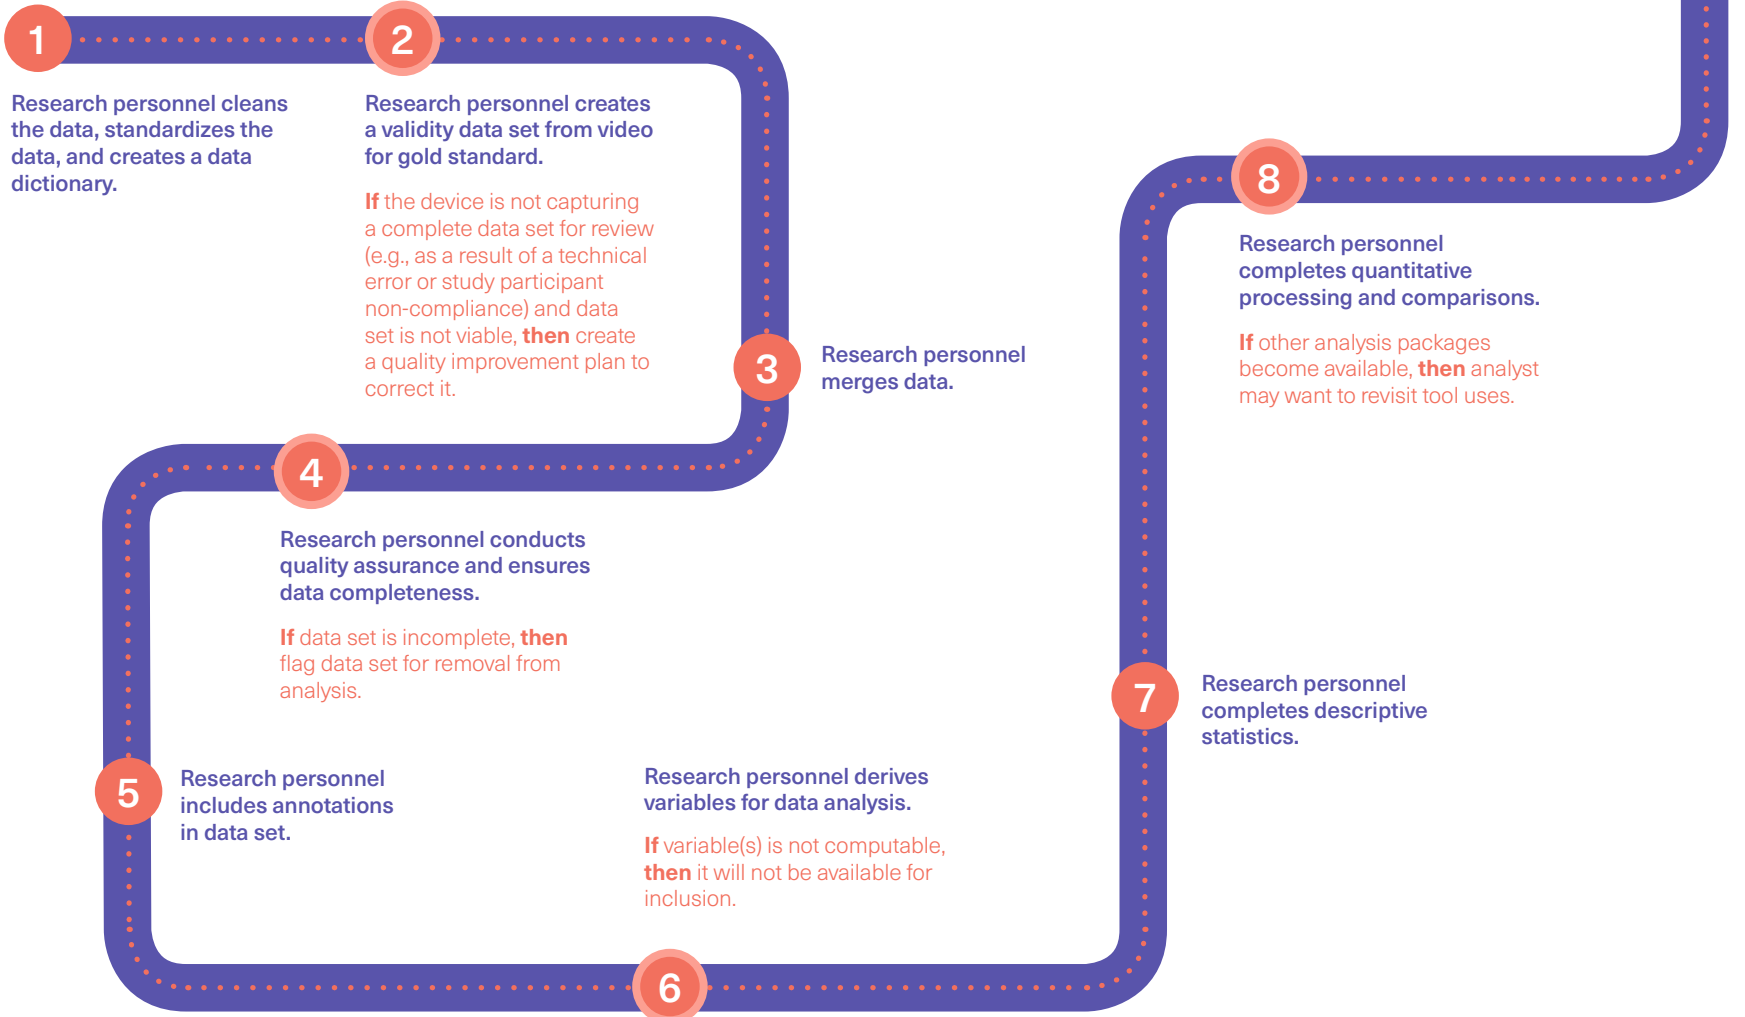 1
Research personnel cleans
the data, standardizes the
data, and creates a data
dictionary.
2
Research personnel creates
a validity data set from video
for gold standard.
If the device is not capturing
a complete data set for review
(e.g., as a result of a technical
error or study participant
non-compliance) and data
set is not viable, then create
a quality improvement plan to
correct it.
3
Research personnel
merges data.
4
Research personnel conducts
quality assurance and ensures
data completeness.
If data set is incomplete, then
flag data set for removal from
analysis.
5
Research personnel
includes annotations
in data set.
6
Research personnel derives
variables for data analysis.
If variable(s) is not computable,
then it will not be available for
inclusion.
7
Research personnel
completes descriptive
statistics.
8
Research personnel
completes quantitative
processing and comparisons.
If other analysis packages
become available, then analyst
may want to revisit tool uses.